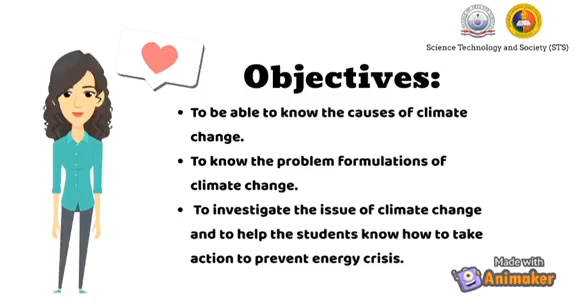 Science Technology and Society (STS)
Objectives:
• To be able to know the causes of climate
change.
• To know the problem formulations of
climate change.
• To investigate the issue of climate change
and to help the students know how to take
action to prevent energy crisis.
Made with
Animaker